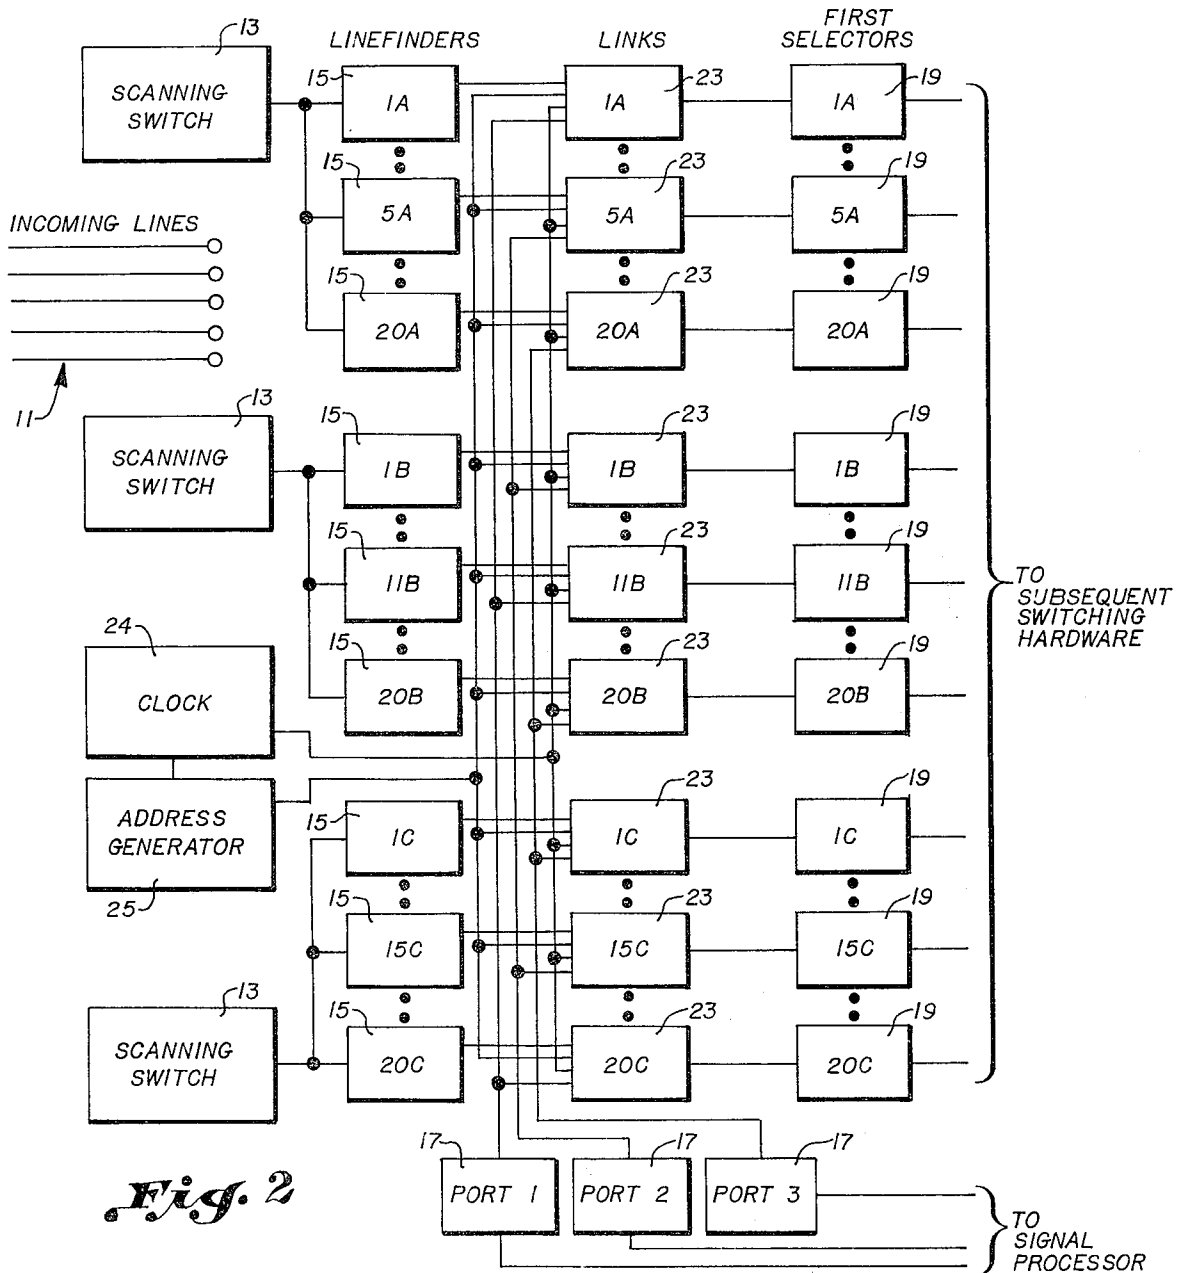 LINEFINDERS
LINKS
FIRST
SELECTORS
13
SCANNING
SWITCH
15
1A
23
1A
19
1A
15
5A
23
5A
19
5A
INCOMING LINES
11
15
20A
23
20A
19
20A
13
SCANNING
SWITCH
15
1B
23
1B
19
1B
15
11B
23
11B
19
11B
TO
SUBSEQUENT
SWITCHING
HARDWARE
24
CLOCK
15
20B
23
20B
19
20B
ADDRESS
GENERATOR
25
15
1C
23
1C
19
1C
15
15C
23
15C
19
15C
13
SCANNING
SWITCH
15
20C
23
20C
19
20C
17
PORT 1
17
PORT 2
17
PORT 3
TO
SIGNAL
PROCESSOR
Fig. 2